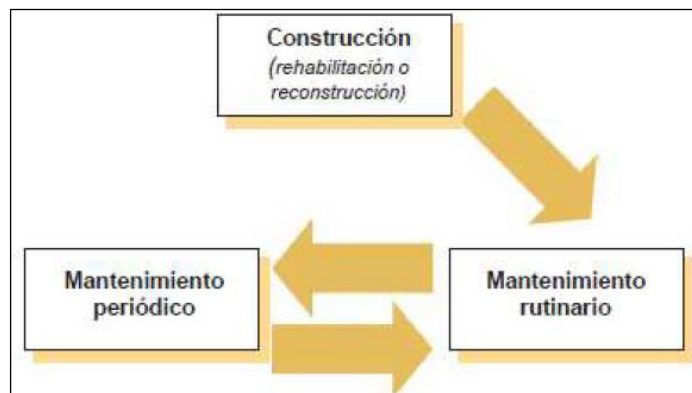 Construcción
(rehabilitación o
reconstrucción)
Mantenimiento
periódico
Mantenimiento
rutinario